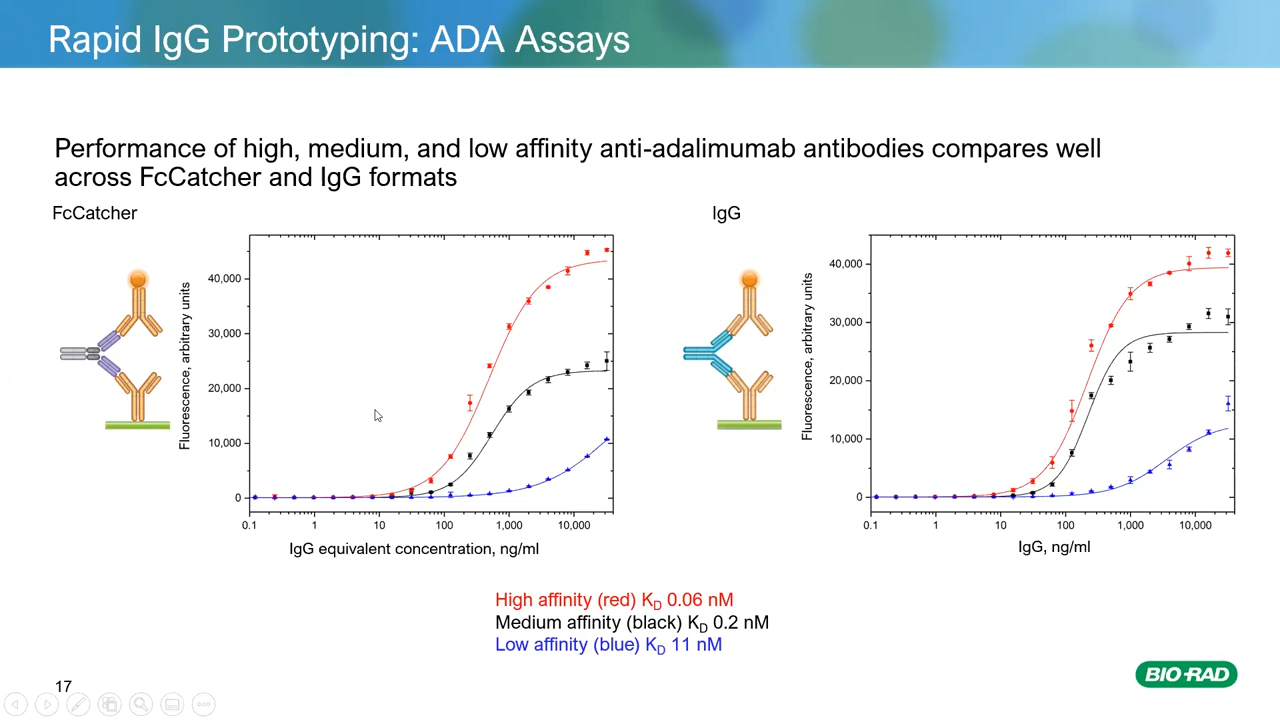 Rapid IgG Prototyping: ADA Assays
Performance of high, medium, and low affinity anti-adalimumab antibodies compares well
across FcCatcher and IgG formats
FcCatcher
Fluorescence, arbitrary units
40,000
30,000
20,000
10,000
0
0.1 1 10 100 1,000 10,000
IgG equivalent concentration, ng/ml
IgG
Fluorescence, arbitrary units
40,000
30,000
20,000
10,000
0
0.1 1 10 100 1,000 10,000
IgG, ng/ml
High affinity (red) KD 0.06 nM
Medium affinity (black) KD 0.2 nM
Low affinity (blue) KD 11 nM
17
BIO-RAD